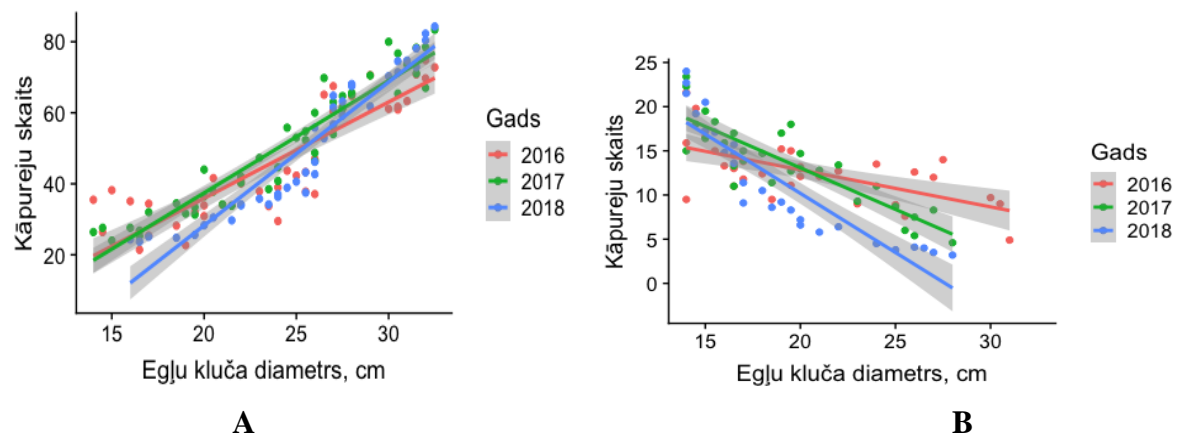 80
60
40
20
Kāpureju skaits
15 20 25 30
Egļu kluča diametrs, cm
Gads
2016
2017
2018
A
25
20
15
10
5
0
Kāpureju skaits
15 20 25 30
Egļu kluča diametrs, cm
Gads
2016
2017
2018
B